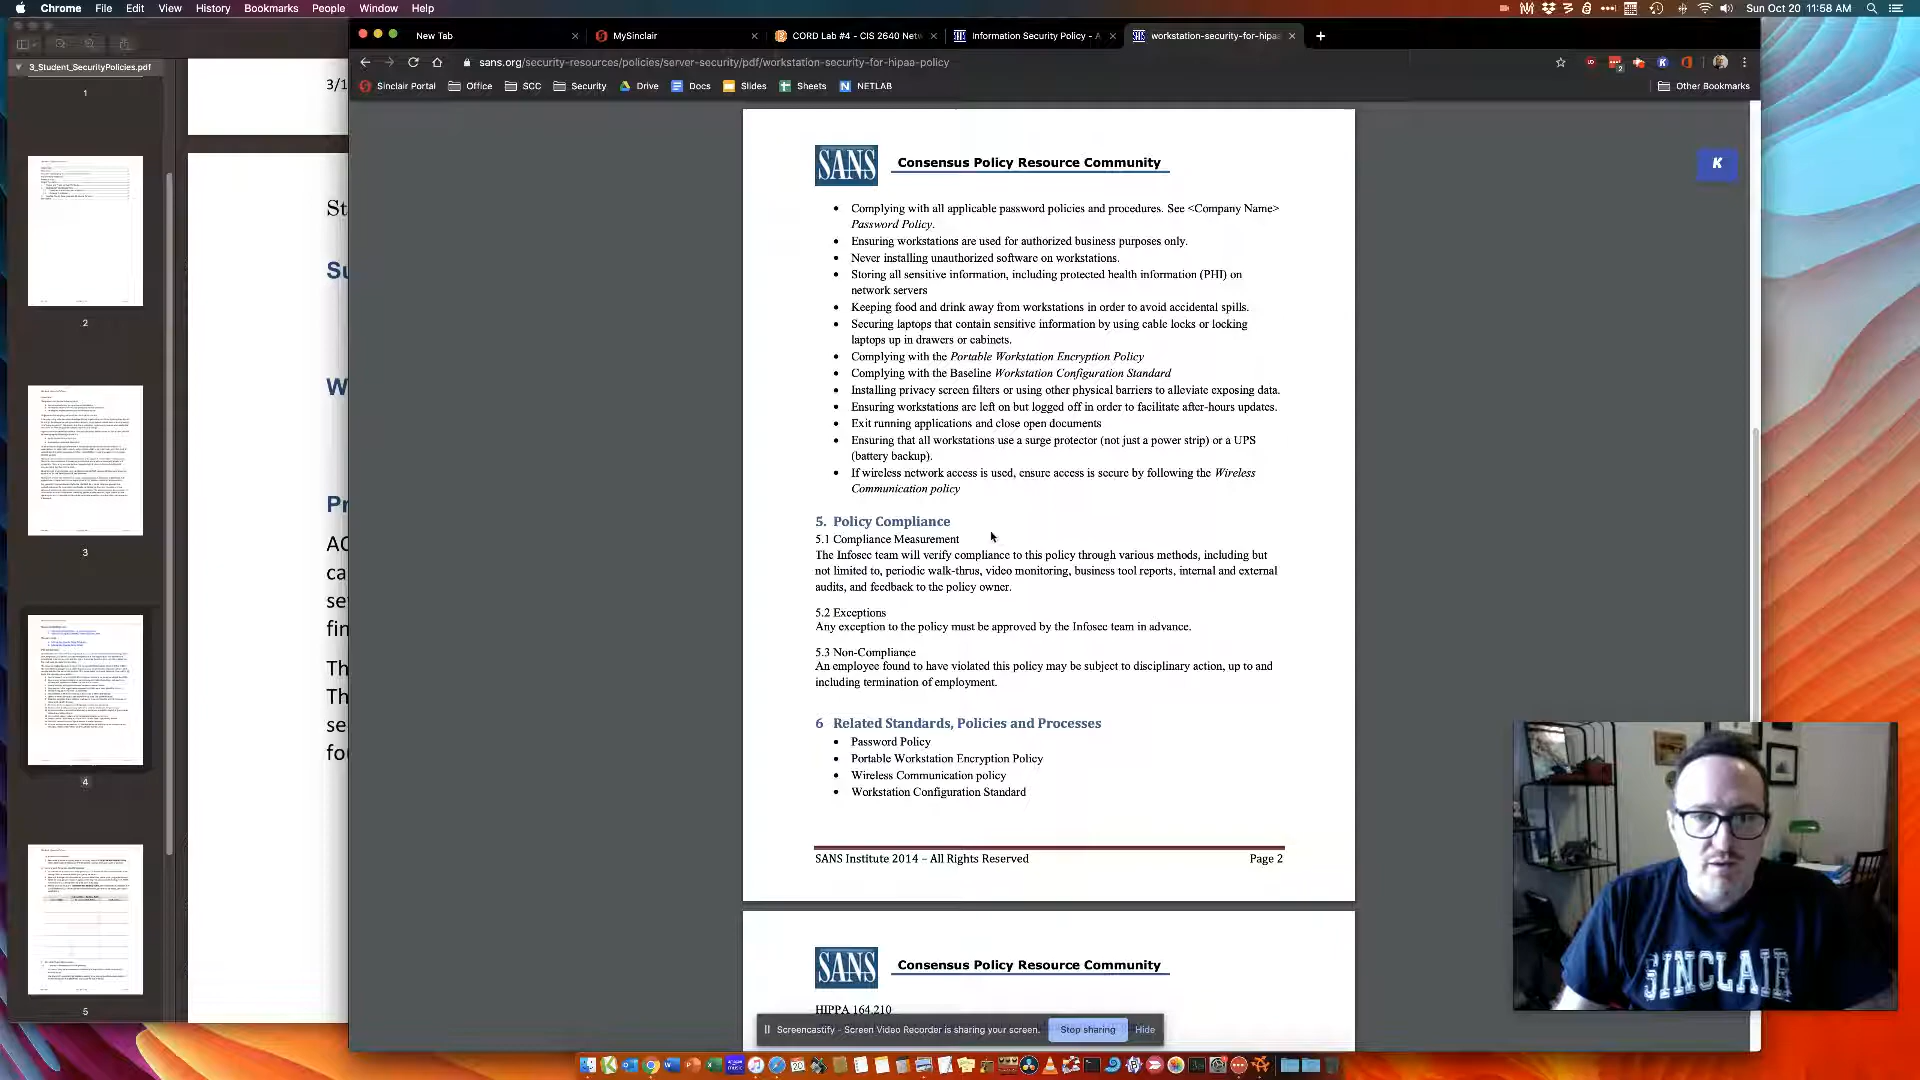 Chrome File Edit View History Bookmarks People Window Help
Sun Oct 20 11:58 AM
New Tab
MySinclair
CORD Lab #4 - CIS 2640 Netw
Information Security Policy - A
workstation-security-for-hipaa
sans.org/security-resources/policies/server-security/pdf/workstation-security-for-hipaa-policy
Sinclair Portal Office SCC Security Drive Docs Slides Sheets NETLAB Other Bookmarks
3_Student_SecurityPolicies.pdf
1
2
3
4
5
3/1
St
Su
W
Pr
AC
ca
se
fin
Th
Th
se
fou
K
SANS
Consensus Policy Resource Community
• Complying with all applicable password policies and procedures. See <Company Name>
Password Policy.
• Ensuring workstations are used for authorized business purposes only.
• Never installing unauthorized software on workstations.
• Storing all sensitive information, including protected health information (PHI) on
network servers
• Keeping food and drink away from workstations in order to avoid accidental spills.
• Securing laptops that contain sensitive information by using cable locks or locking
laptops up in drawers or cabinets.
• Complying with the Portable Workstation Encryption Policy
• Complying with the Baseline Workstation Configuration Standard
• Installing privacy screen filters or using other physical barriers to alleviate exposing data.
• Ensuring workstations are left on but logged off in order to facilitate after-hours updates.
• Exit running applications and close open documents
• Ensuring that all workstations use a surge protector (not just a power strip) or a UPS
(battery backup).
• If wireless network access is used, ensure access is secure by following the Wireless
Communication policy
5. Policy Compliance
5.1 Compliance Measurement
The Infosec team will verify compliance to this policy through various methods, including but
not limited to, periodic walk-thrus, video monitoring, business tool reports, internal and external
audits, and feedback to the policy owner.
5.2 Exceptions
Any exception to the policy must be approved by the Infosec team in advance.
5.3 Non-Compliance
An employee found to have violated this policy may be subject to disciplinary action, up to and
including termination of employment.
6 Related Standards, Policies and Processes
• Password Policy
• Portable Workstation Encryption Policy
• Wireless Communication policy
• Workstation Configuration Standard
SANS Institute 2014 – All Rights Reserved Page 2
SANS
Consensus Policy Resource Community
HIPPA 164.210
Screencastify - Screen Video Recorder is sharing your screen. Stop sharing Hide
SINCLAIR